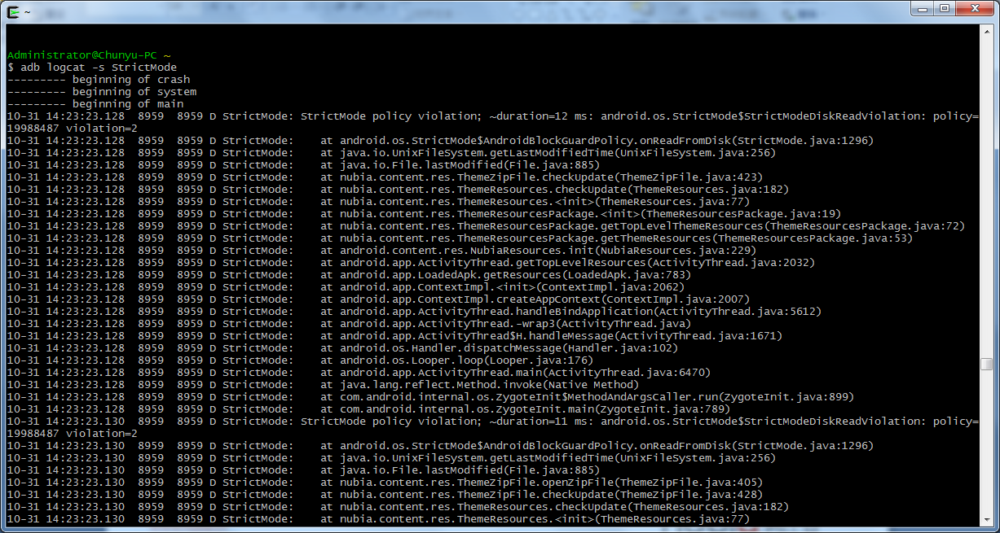 ~
Administrator@Chunyu-PC ~
$ adb logcat -s StrictMode
--------- beginning of crash
--------- beginning of system
--------- beginning of main
10-31 14:23:23.128  8959  8959 D StrictMode: StrictMode policy violation; ~duration=12 ms: android.os.StrictMode$StrictModeDiskReadViolation: policy=
19988487 violation=2
10-31 14:23:23.128  8959  8959 D StrictMode:    at android.os.StrictMode$AndroidBlockGuardPolicy.onReadFromDisk(StrictMode.java:1296)
10-31 14:23:23.128  8959  8959 D StrictMode:    at java.io.UnixFileSystem.getLastModifiedTime(UnixFileSystem.java:256)
10-31 14:23:23.128  8959  8959 D StrictMode:    at java.io.File.lastModified(File.java:885)
10-31 14:23:23.128  8959  8959 D StrictMode:    at nubia.content.res.ThemeZipFile.checkUpdate(ThemeZipFile.java:423)
10-31 14:23:23.128  8959  8959 D StrictMode:    at nubia.content.res.ThemeResources.checkUpdate(ThemeResources.java:182)
10-31 14:23:23.128  8959  8959 D StrictMode:    at nubia.content.res.ThemeResources.<init>(ThemeResources.java:77)
10-31 14:23:23.128  8959  8959 D StrictMode:    at nubia.content.res.ThemeResourcesPackage.<init>(ThemeResourcesPackage.java:19)
10-31 14:23:23.128  8959  8959 D StrictMode:    at nubia.content.res.ThemeResourcesPackage.getTopLevelThemeResources(ThemeResourcesPackage.java:72)
10-31 14:23:23.128  8959  8959 D StrictMode:    at nubia.content.res.ThemeResourcesPackage.getThemeResources(ThemeResourcesPackage.java:53)
10-31 14:23:23.128  8959  8959 D StrictMode:    at android.content.res.NubiaResources.init(NubiaResources.java:229)
10-31 14:23:23.128  8959  8959 D StrictMode:    at android.app.ActivityThread.getTopLevelResources(ActivityThread.java:2032)
10-31 14:23:23.128  8959  8959 D StrictMode:    at android.app.LoadedApk.getResources(LoadedApk.java:783)
10-31 14:23:23.128  8959  8959 D StrictMode:    at android.app.ContextImpl.<init>(ContextImpl.java:2062)
10-31 14:23:23.128  8959  8959 D StrictMode:    at android.app.ContextImpl.createAppContext(ContextImpl.java:2007)
10-31 14:23:23.128  8959  8959 D StrictMode:    at android.app.ActivityThread.handleBindApplication(ActivityThread.java:5612)
10-31 14:23:23.128  8959  8959 D StrictMode:    at android.app.ActivityThread.-wrap3(ActivityThread.java)
10-31 14:23:23.128  8959  8959 D StrictMode:    at android.app.ActivityThread$H.handleMessage(ActivityThread.java:1671)
10-31 14:23:23.128  8959  8959 D StrictMode:    at android.os.Handler.dispatchMessage(Handler.java:102)
10-31 14:23:23.128  8959  8959 D StrictMode:    at android.os.Looper.loop(Looper.java:176)
10-31 14:23:23.128  8959  8959 D StrictMode:    at android.app.ActivityThread.main(ActivityThread.java:6470)
10-31 14:23:23.128  8959  8959 D StrictMode:    at java.lang.reflect.Method.invoke(Native Method)
10-31 14:23:23.128  8959  8959 D StrictMode:    at com.android.internal.os.ZygoteInit$MethodAndArgsCaller.run(ZygoteInit.java:899)
10-31 14:23:23.128  8959  8959 D StrictMode:    at com.android.internal.os.ZygoteInit.main(ZygoteInit.java:789)
10-31 14:23:23.130  8959  8959 D StrictMode: StrictMode policy violation; ~duration=11 ms: android.os.StrictMode$StrictModeDiskReadViolation: policy=
19988487 violation=2
10-31 14:23:23.130  8959  8959 D StrictMode:    at android.os.StrictMode$AndroidBlockGuardPolicy.onReadFromDisk(StrictMode.java:1296)
10-31 14:23:23.130  8959  8959 D StrictMode:    at java.io.UnixFileSystem.getLastModifiedTime(UnixFileSystem.java:256)
10-31 14:23:23.130  8959  8959 D StrictMode:    at java.io.File.lastModified(File.java:885)
10-31 14:23:23.130  8959  8959 D StrictMode:    at nubia.content.res.ThemeZipFile.openZipFile(ThemeZipFile.java:405)
10-31 14:23:23.130  8959  8959 D StrictMode:    at nubia.content.res.ThemeZipFile.checkUpdate(ThemeZipFile.java:428)
10-31 14:23:23.130  8959  8959 D StrictMode:    at nubia.content.res.ThemeResources.checkUpdate(ThemeResources.java:182)
10-31 14:23:23.130  8959  8959 D StrictMode:    at nubia.content.res.ThemeResources.<init>(ThemeResources.java:77)